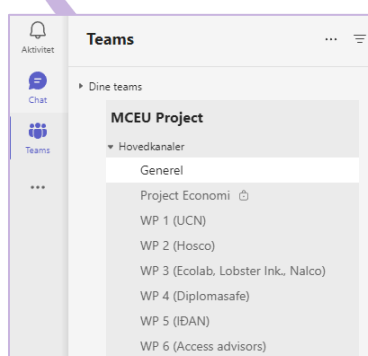 Aktivitet
Chat
Teams
Teams
Dine teams
MCEU Project
Hovedkanaler
Generel
Project Economi
WP 1 (UCN)
WP 2 (Hosco)
WP 3 (Ecolab, Lobster Ink., Nalco)
WP 4 (Diplomasafe)
WP 5 (IÐAN)
WP 6 (Access advisors)